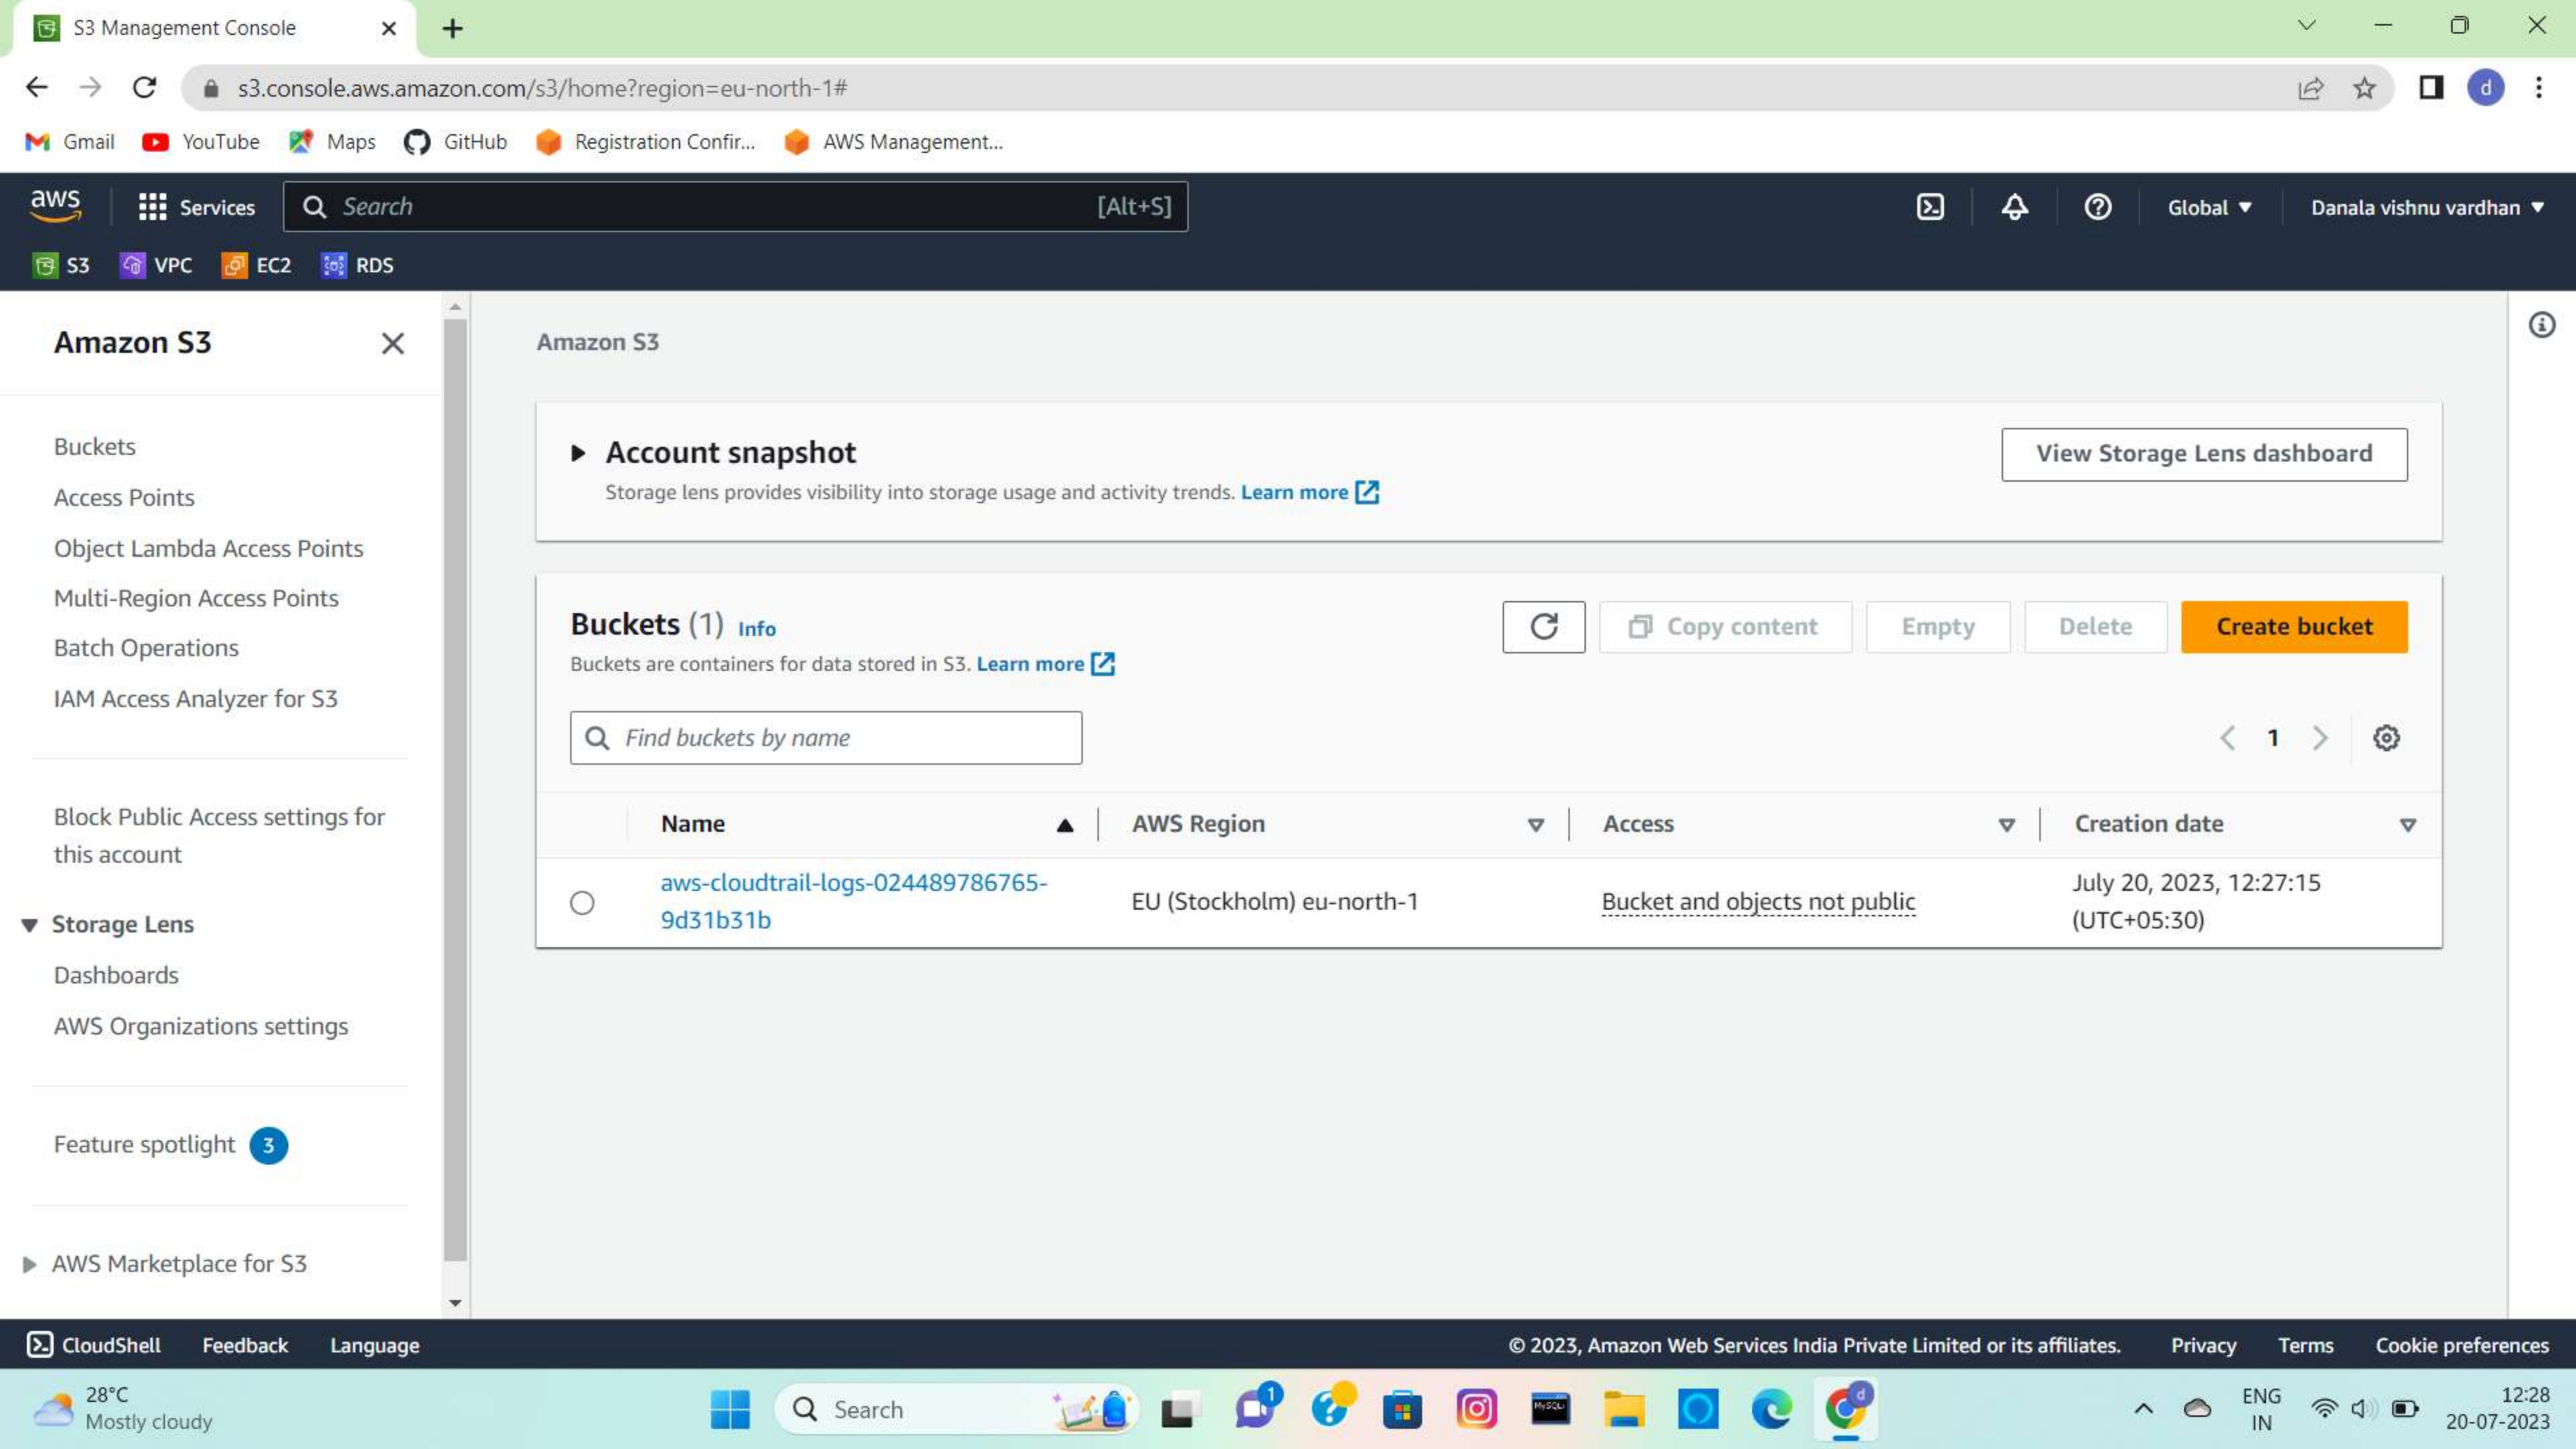 S3 Management Console
s3.console.aws.amazon.com/s3/home?region=eu-north-1#
d
Gmail
YouTube
Maps
GitHub
Registration Confir...
AWS Management...
aws
Services
Search
[Alt+S]
Global
Danala vishnu vardhan
S3
VPC
EC2
RDS
Amazon S3
Buckets
Access Points
Object Lambda Access Points
Multi-Region Access Points
Batch Operations
IAM Access Analyzer for S3
Block Public Access settings for
this account
Storage Lens
Dashboards
AWS Organizations settings
Feature spotlight 3
AWS Marketplace for S3
Amazon S3
Account snapshot
Storage lens provides visibility into storage usage and activity trends. Learn more
View Storage Lens dashboard
Buckets (1) Info
Buckets are containers for data stored in S3. Learn more
Copy content
Empty
Delete
Create bucket
Find buckets by name
1
Name
AWS Region
Access
Creation date
aws-cloudtrail-logs-024489786765-
9d31b31b
EU (Stockholm) eu-north-1
Bucket and objects not public
July 20, 2023, 12:27:15
(UTC+05:30)
CloudShell
Feedback
Language
© 2023, Amazon Web Services India Private Limited or its affiliates.
Privacy
Terms
Cookie preferences
28°C
Mostly cloudy
Search
1
MySQL
d
ENG
IN
12:28
20-07-2023